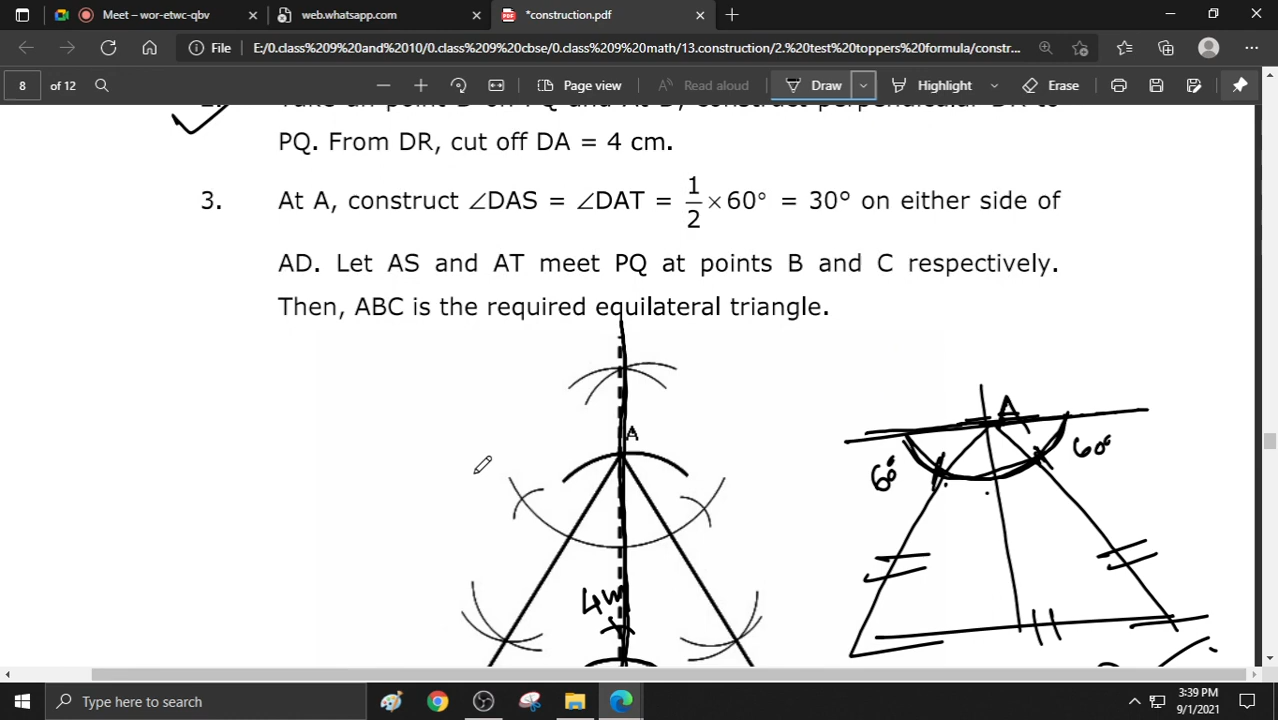 Meet – wor-etwc-qbv
web.whatsapp.com
*construction.pdf
File
E:/0.class%209%20and%2010/0.class%209%20cbse/0.class%209%20math/13.construction/2.%20test%20toppers%20formula/constr...
8 of 12
Page view
Read aloud
Draw
Highlight
Erase
PQ. From DR, cut off DA = 4 cm.
3. At A, construct ∠DAS = ∠DAT = 1/2 × 60° = 30° on either side of
AD. Let AS and AT meet PQ at points B and C respectively.
Then, ABC is the required equilateral triangle.
A
A
60°
60°
4m
Type here to search
3:39 PM
9/1/2021